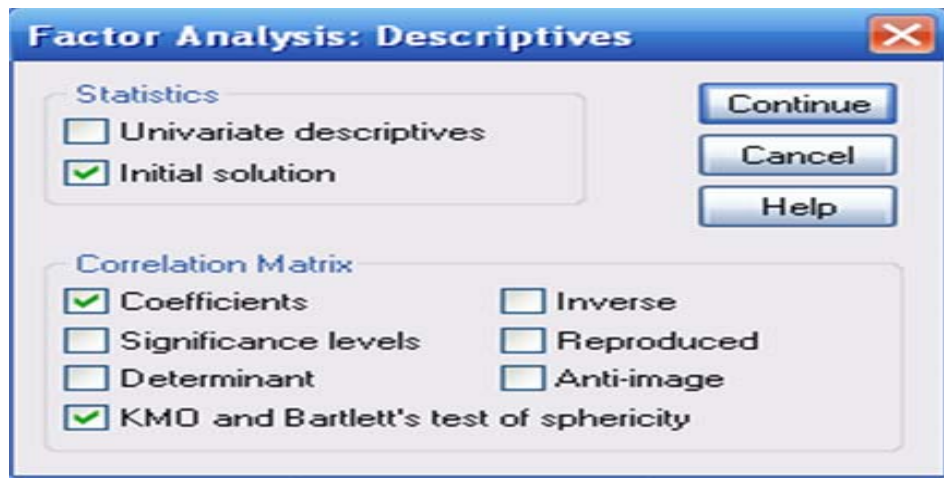 Factor Analysis: Descriptives
Statistics
Univariate descriptives
Initial solution
Continue
Cancel
Help
Correlation Matrix
Coefficients
Inverse
Significance levels
Reproduced
Determinant
Anti-image
KMO and Bartlett's test of sphericity